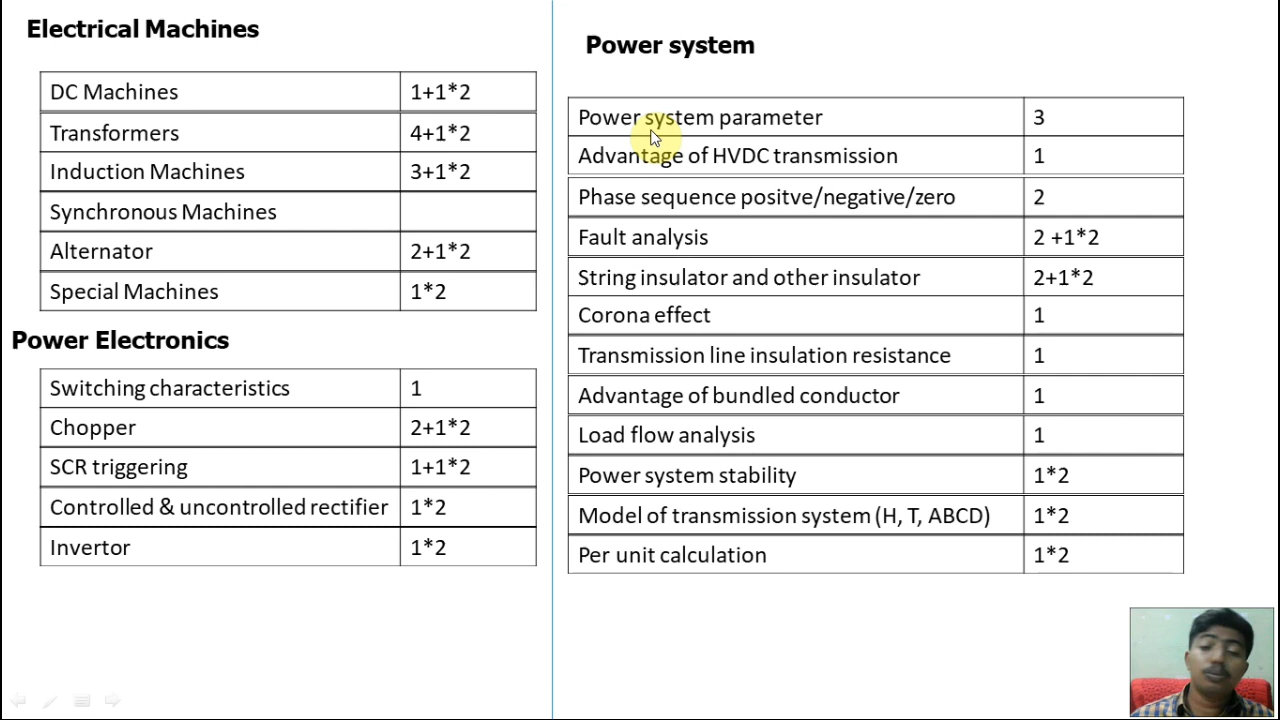 Electrical Machines
DC Machines 1+1*2
Transformers 4+1*2
Induction Machines 3+1*2
Synchronous Machines
Alternator 2+1*2
Special Machines 1*2
Power Electronics
Switching characteristics 1
Chopper 2+1*2
SCR triggering 1+1*2
Controlled & uncontrolled rectifier 1*2
Invertor 1*2
Power system
Power system parameter 3
Advantage of HVDC transmission 1
Phase sequence positve/negative/zero 2
Fault analysis 2 +1*2
String insulator and other insulator 2+1*2
Corona effect 1
Transmission line insulation resistance 1
Advantage of bundled conductor 1
Load flow analysis 1
Power system stability 1*2
Model of transmission system (H, T, ABCD) 1*2
Per unit calculation 1*2